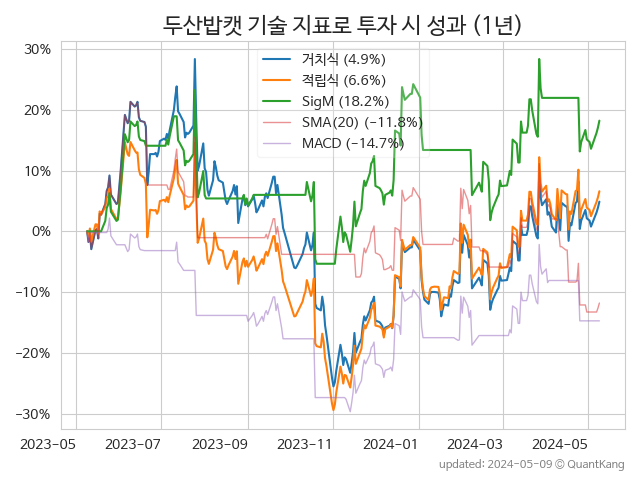 두산밥캣 기술 지표로 투자 시 성과 (1년)
거치식 (4.9%)
적립식 (6.6%)
SigM (18.2%)
SMA(20) (−11.8%)
MACD (−14.7%)
30%
20%
10%
0%
−10%
−20%
−30%
2023-05 2023-07 2023-09 2023-11 2024-01 2024-03 2024-05
updated: 2024-05-09 © QuantKang